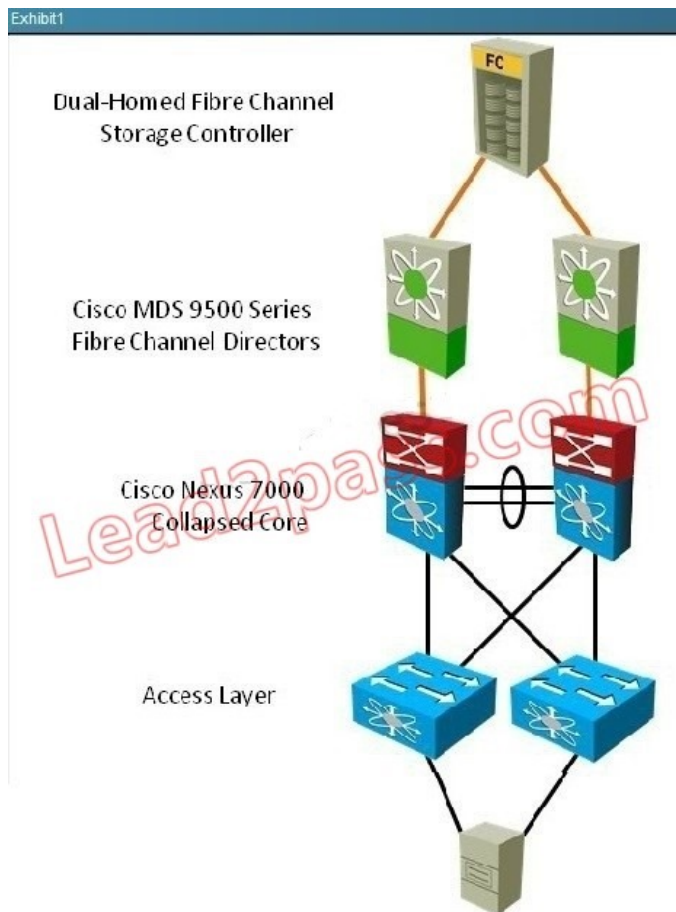 Exhibit1
FC
Dual-Homed Fibre Channel
Storage Controller
Cisco MDS 9500 Series
Fibre Channel Directors
Lead2pass.com
Cisco Nexus 7000
Collapsed Core
Access Layer